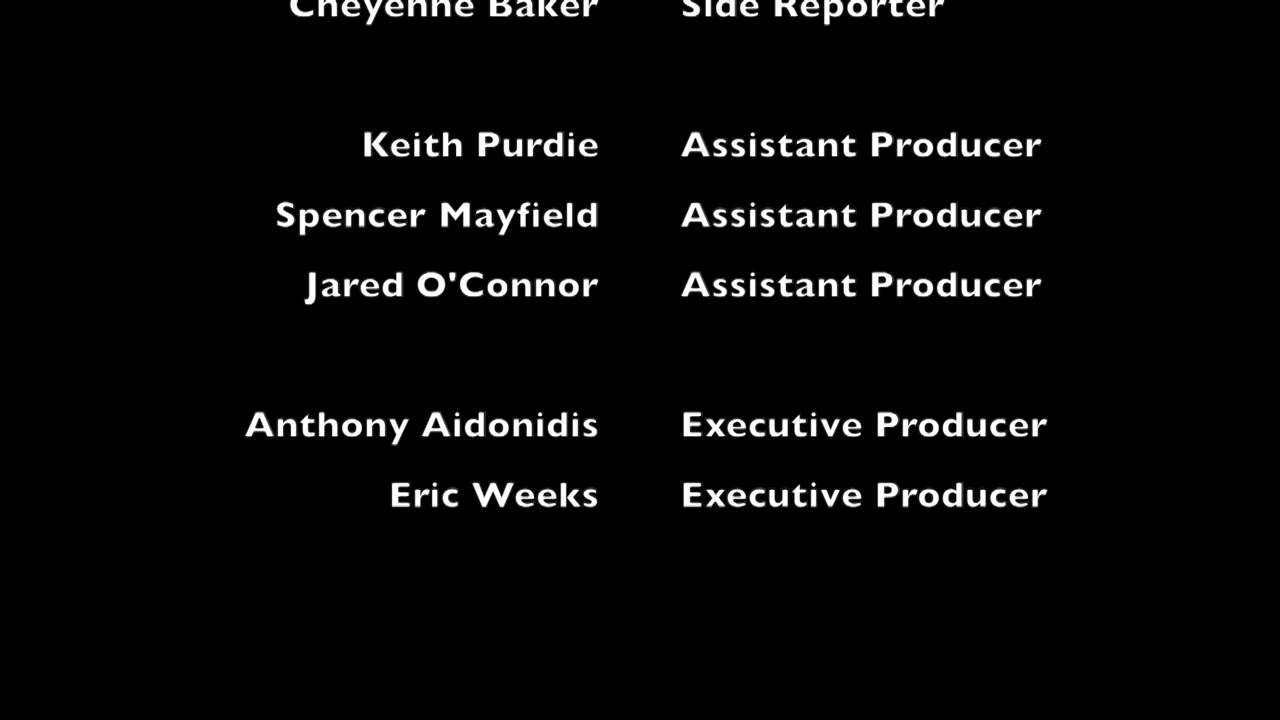 Cheyenne Baker Side Reporter
Keith Purdie Assistant Producer
Spencer Mayfield Assistant Producer
Jared O'Connor Assistant Producer
Anthony Aidonidis Executive Producer
Eric Weeks Executive Producer